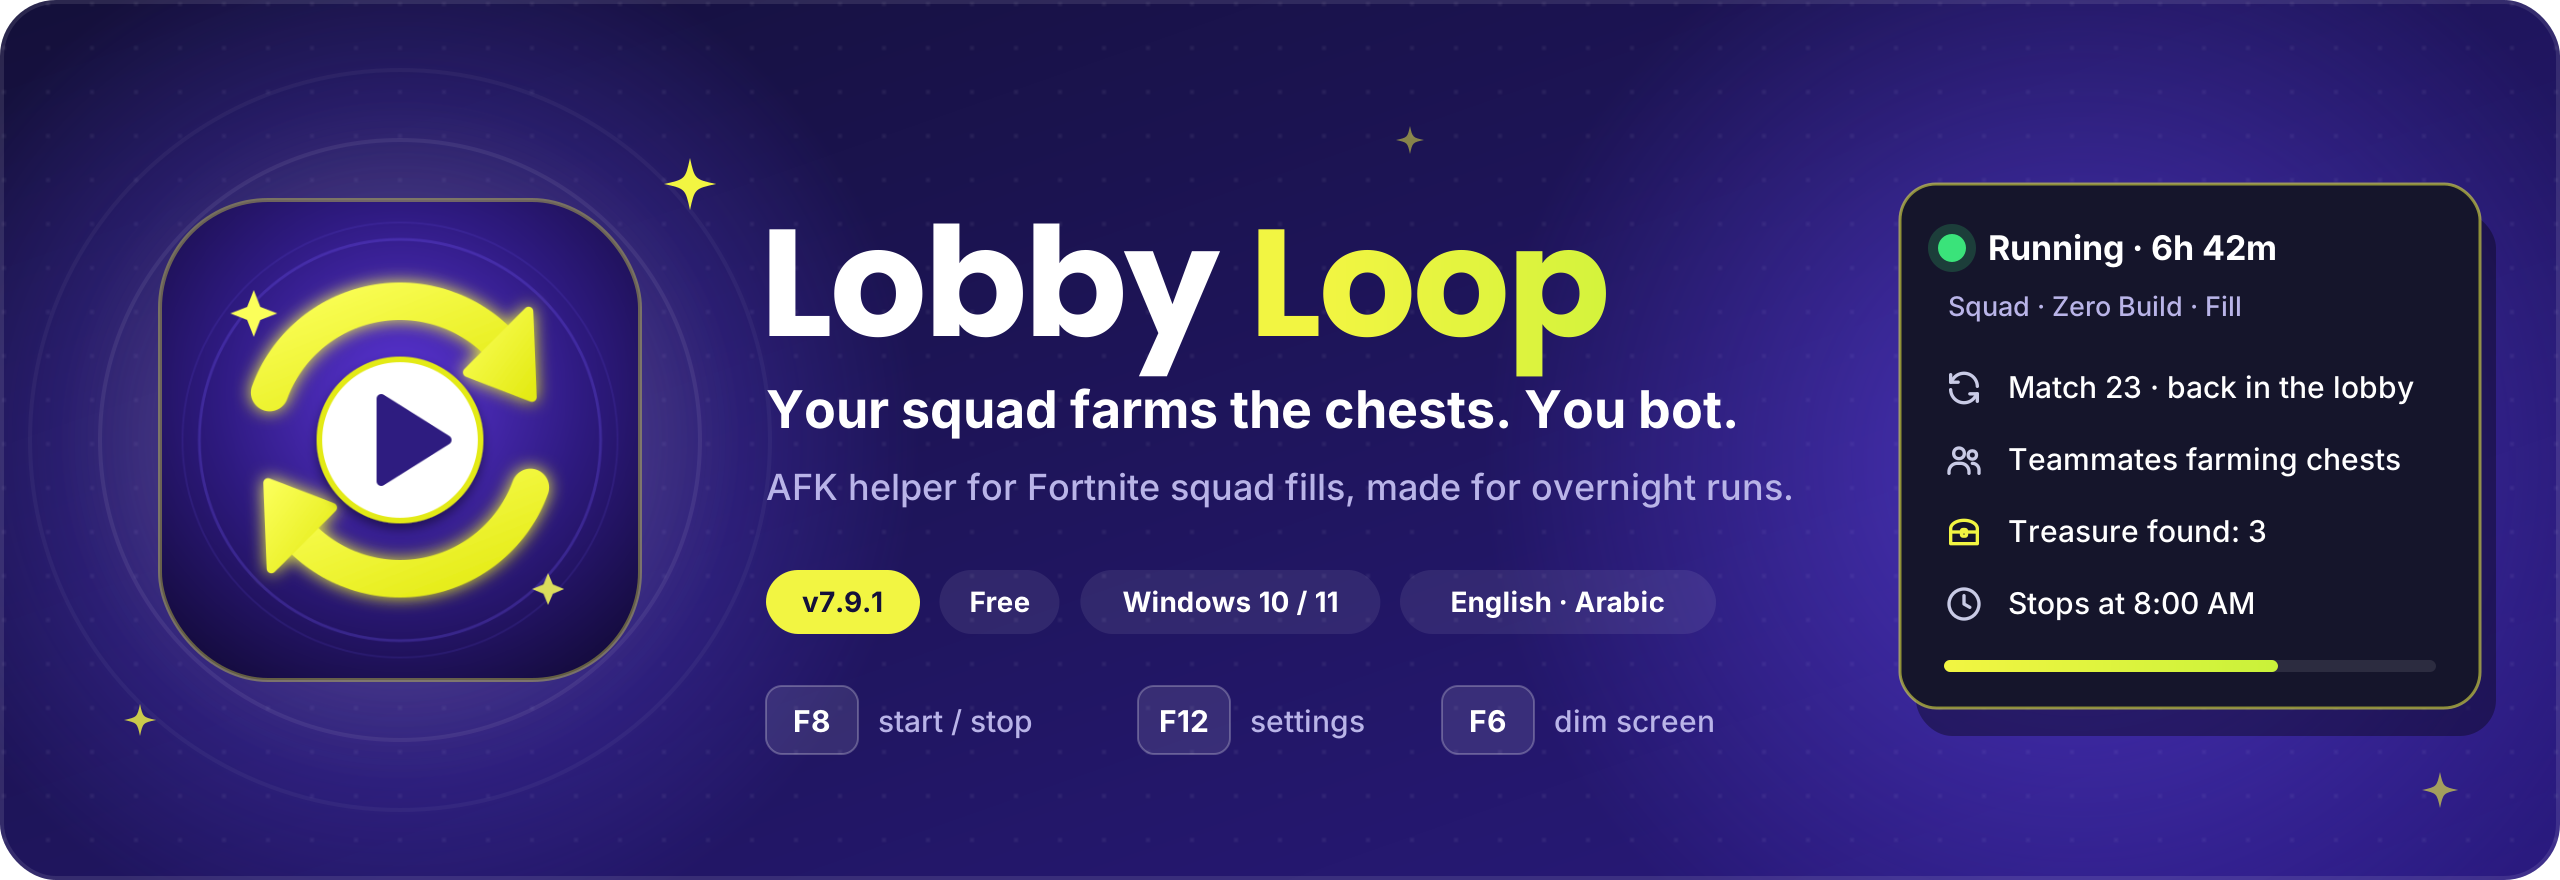 Lobby Loop
Your squad farms the chests. You bot.
AFK helper for Fortnite squad fills, made for overnight runs.
v7.9.1
Free
Windows 10 / 11
English · Arabic
F8 start / stop
F12 settings
F6 dim screen
Running · 6h 42m
Squad · Zero Build · Fill
Match 23 · back in the lobby
Teammates farming chests
Treasure found: 3
Stops at 8:00 AM